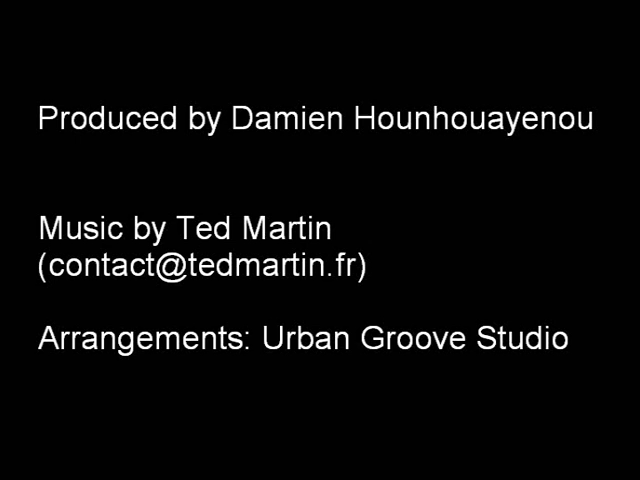 Produced by Damien Hounhouayenou
Music by Ted Martin
(contact@tedmartin.fr)
Arrangements: Urban Groove Studio